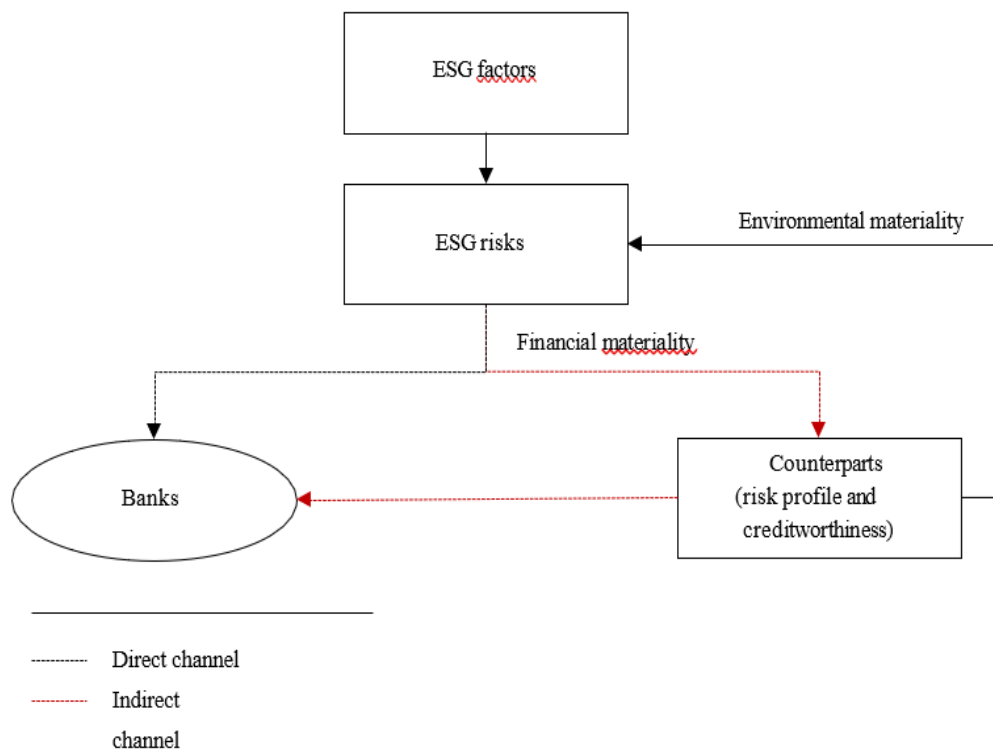 ESG factors
ESG risks
Environmental materiality
Financial materiality
Banks
Counterparts
(risk profile and
creditworthiness)
Direct channel
Indirect
channel